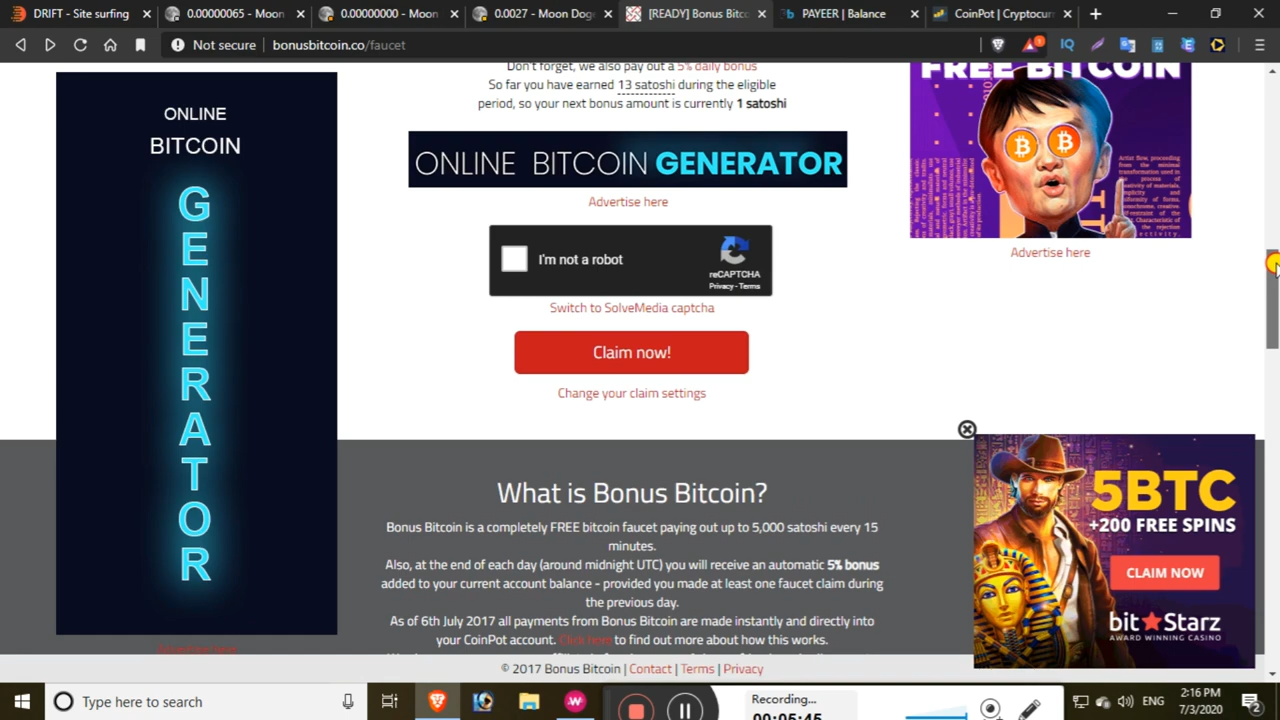 DRIFT - Site surfing
0.00000065 - Moon
0.00000000 - Moon
0.0027 - Moon Dog
[READY] Bonus Bitco
PAYEER | Balance
CoinPot | Cryptocurr
Not secure
bonusbitcoin.co/faucet
Don't forget, we also pay out a 5% daily bonus
So far you have earned 13 satoshi during the eligible
period, so your next bonus amount is currently 1 satoshi
ONLINE BITCOIN GENERATOR
Advertise here
I'm not a robot
reCAPTCHA
Privacy - Terms
Switch to SolveMedia captcha
Claim now!
Change your claim settings
What is Bonus Bitcoin?
Bonus Bitcoin is a completely FREE bitcoin faucet paying out up to 5,000 satoshi every 15
minutes.
Also, at the end of each day (around midnight UTC) you will receive an automatic 5% bonus
added to your current account balance - provided you made at least one faucet claim during
the previous day.
As of 6th July 2017 all payments from Bonus Bitcoin are made instantly and directly into
your CoinPot account. Click here to find out more about how this works.
© 2017 Bonus Bitcoin | Contact | Terms | Privacy
ONLINE
BITCOIN
GENERATOR
FREE BITCOIN
Advertise here
5BTC
+200 FREE SPINS
CLAIM NOW
bitstarz
AWARD WINNING CASINO
Type here to search
Recording...
00:05:45
ENG
2:16 PM
7/3/2020
2